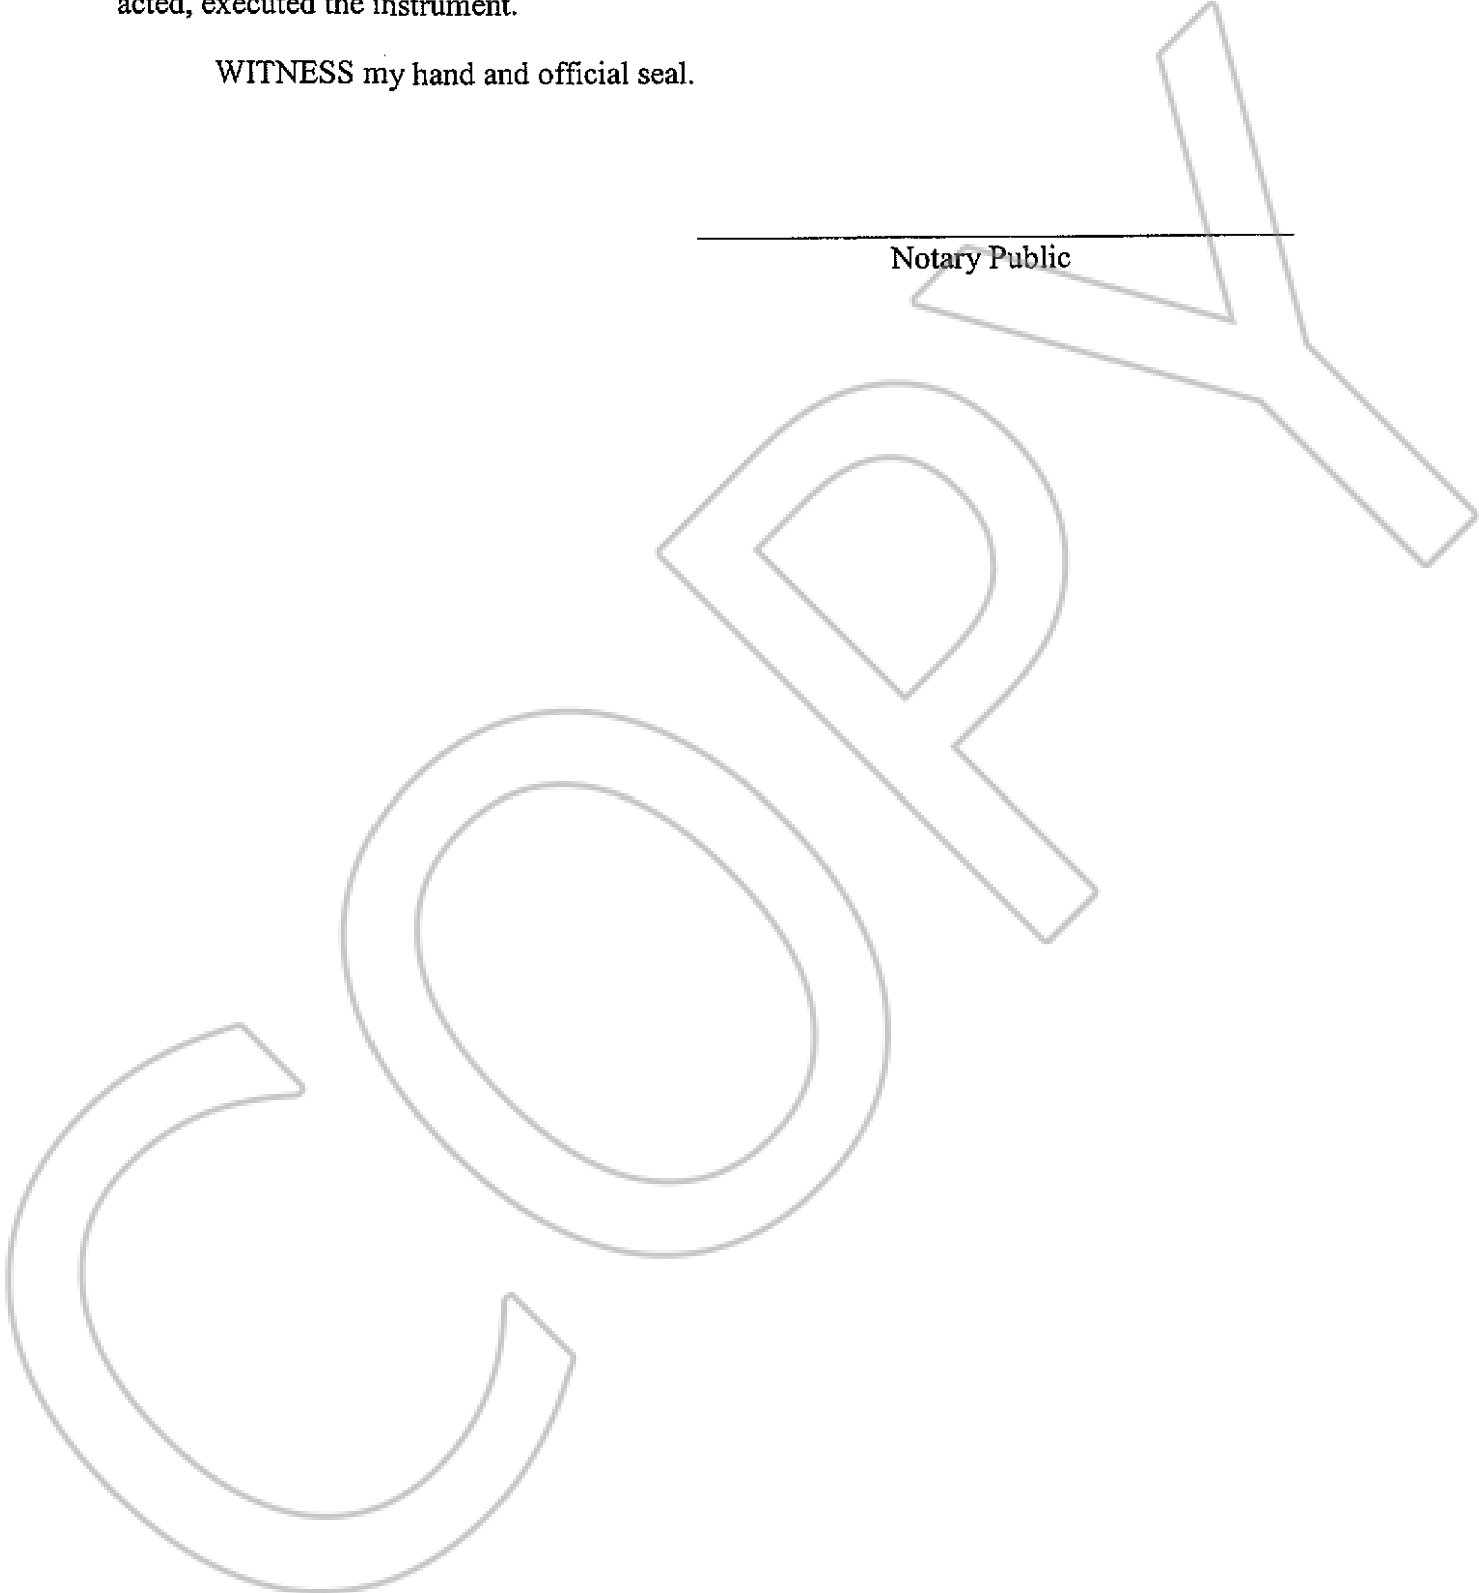 acted, executed the instrument.
WITNESS my hand and official seal.
Notary Public
COPY